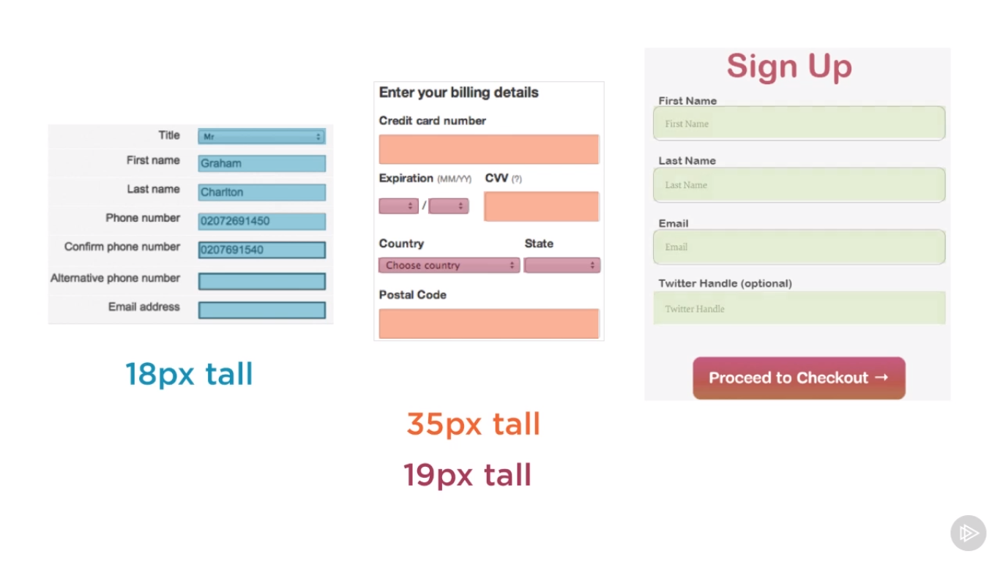 Title Mr
First name Graham
Last name Charlton
Phone number 02072691450
Confirm phone number 0207691540
Alternative phone number
Email address
18px tall
Enter your billing details
Credit card number
Expiration (MM/YY) CVV (?)
/
Country State
Choose country
Postal Code
35px tall
19px tall
Sign Up
First Name
First Name
Last Name
Last Name
Email
Email
Twitter Handle (optional)
Twitter Handle
Proceed to Checkout →